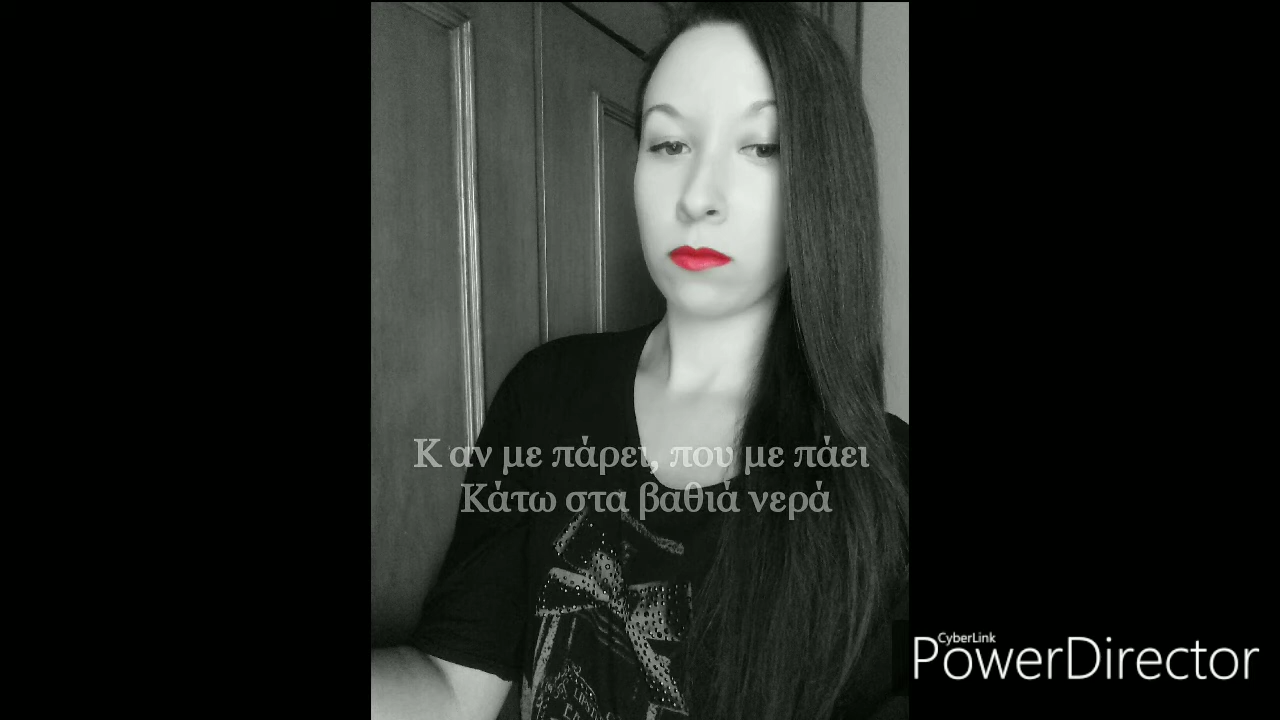 Κ αν με πάρει, που με πάει
Κάτω στα βαθιά νερά
CyberLink
PowerDirector